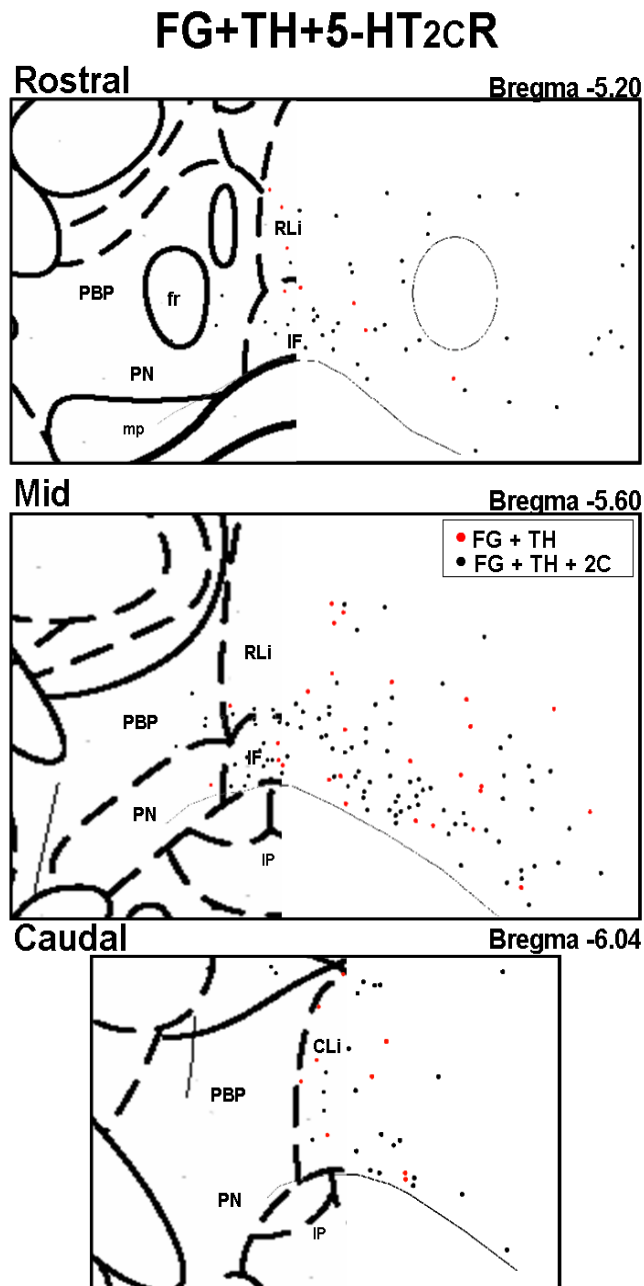 FG+TH+5-HT2CR
Rostral
Bregma -5.20
RLi
PBP
fr
IF
PN
mp
Mid
Bregma -5.60
FG + TH
FG + TH + 2C
RLi
PBP
IF
PN
IP
Caudal
Bregma -6.04
CLi
PBP
PN
IP